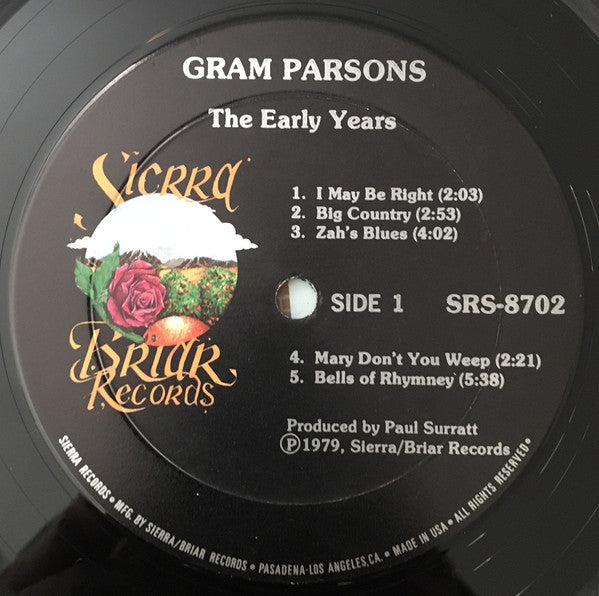 GRAM PARSONS
The Early Years
Sierra
Briar
Records
1. I May Be Right (2:03)
2. Big Country (2:53)
3. Zah's Blues (4:02)
SIDE 1 SRS-8702
4. Mary Don't You Weep (2:21)
5. Bells of Rhymney (5:38)
Produced by Paul Surratt
Ⓟ1979, Sierra/Briar Records
SIERRA RECORDS • MFG. BY SIERRA/BRIAR RECORDS • PASADENA-LOS ANGELES, CA. • MADE IN USA • ALL RIGHTS RESERVED •